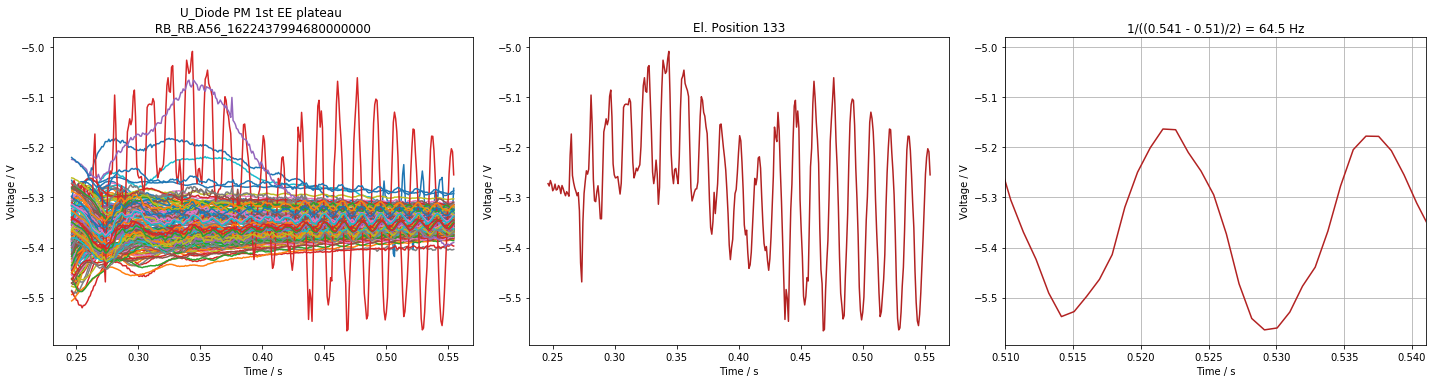 U_Diode PM 1st EE plateau
RB_RB.A56_1622437994680000000
Voltage / V
−5.0
−5.1
−5.2
−5.3
−5.4
−5.5
0.25 0.30 0.35 0.40 0.45 0.50 0.55
Time / s
El. Position 133
Voltage / V
−5.0
−5.1
−5.2
−5.3
−5.4
−5.5
0.25 0.30 0.35 0.40 0.45 0.50 0.55
Time / s
1/((0.541 - 0.51)/2) = 64.5 Hz
Voltage / V
−5.0
−5.1
−5.2
−5.3
−5.4
−5.5
0.510 0.515 0.520 0.525 0.530 0.535 0.540
Time / s